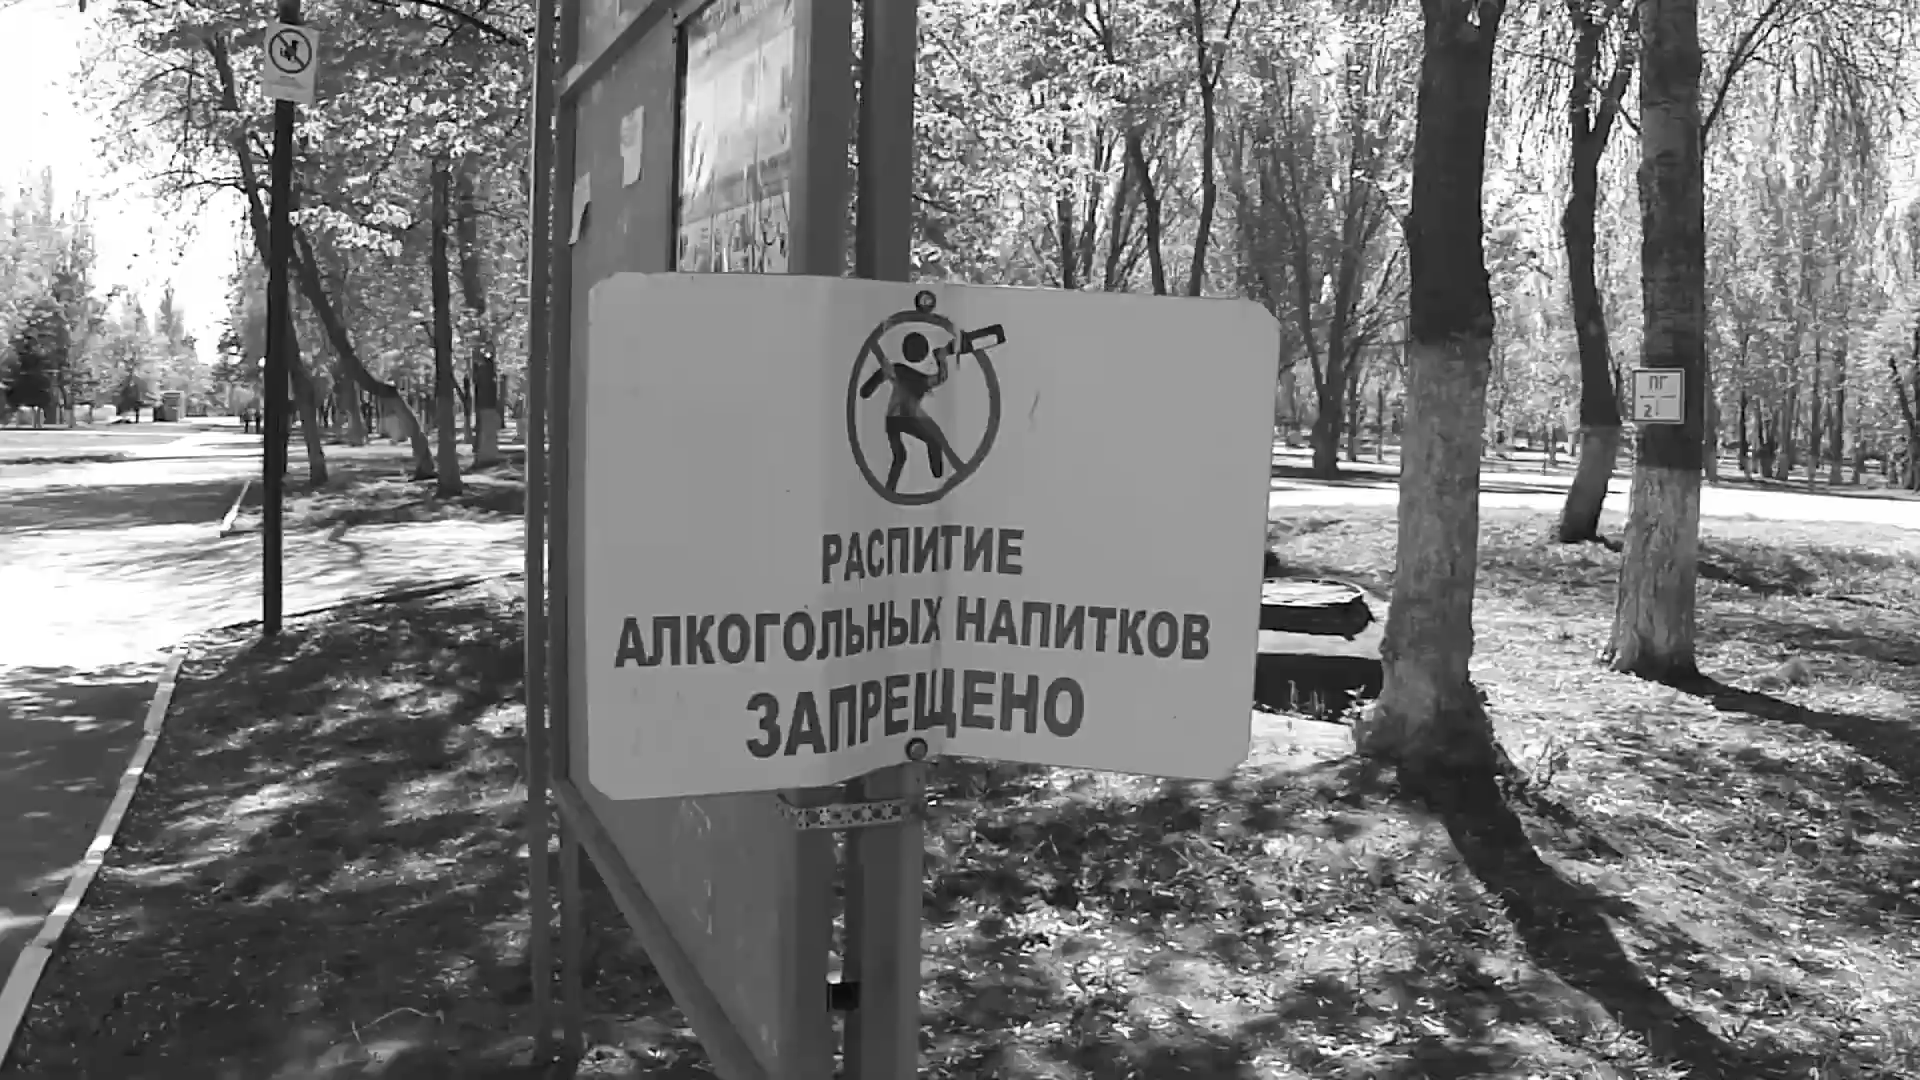 РАСПИТИЕ
АЛКОГОЛЬНЫХ НАПИТКОВ
ЗАПРЕЩЕНО
ПГ
2